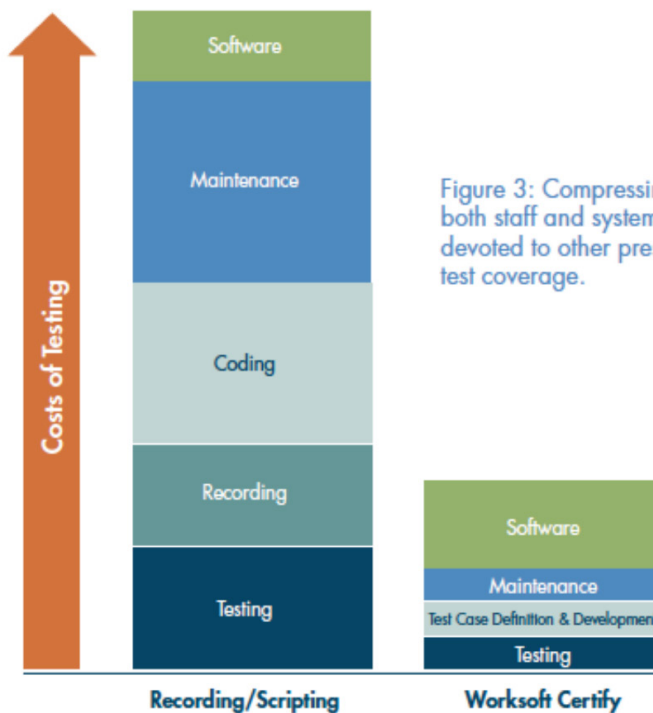 Costs of Testing
Software
Maintenance
Coding
Recording
Testing
Recording/Scripting
Figure 3: Compressin
both staff and system
devoted to other pre
test coverage.
Software
Maintenance
Test Case Definition & Developmen
Testing
Worksoft Certify